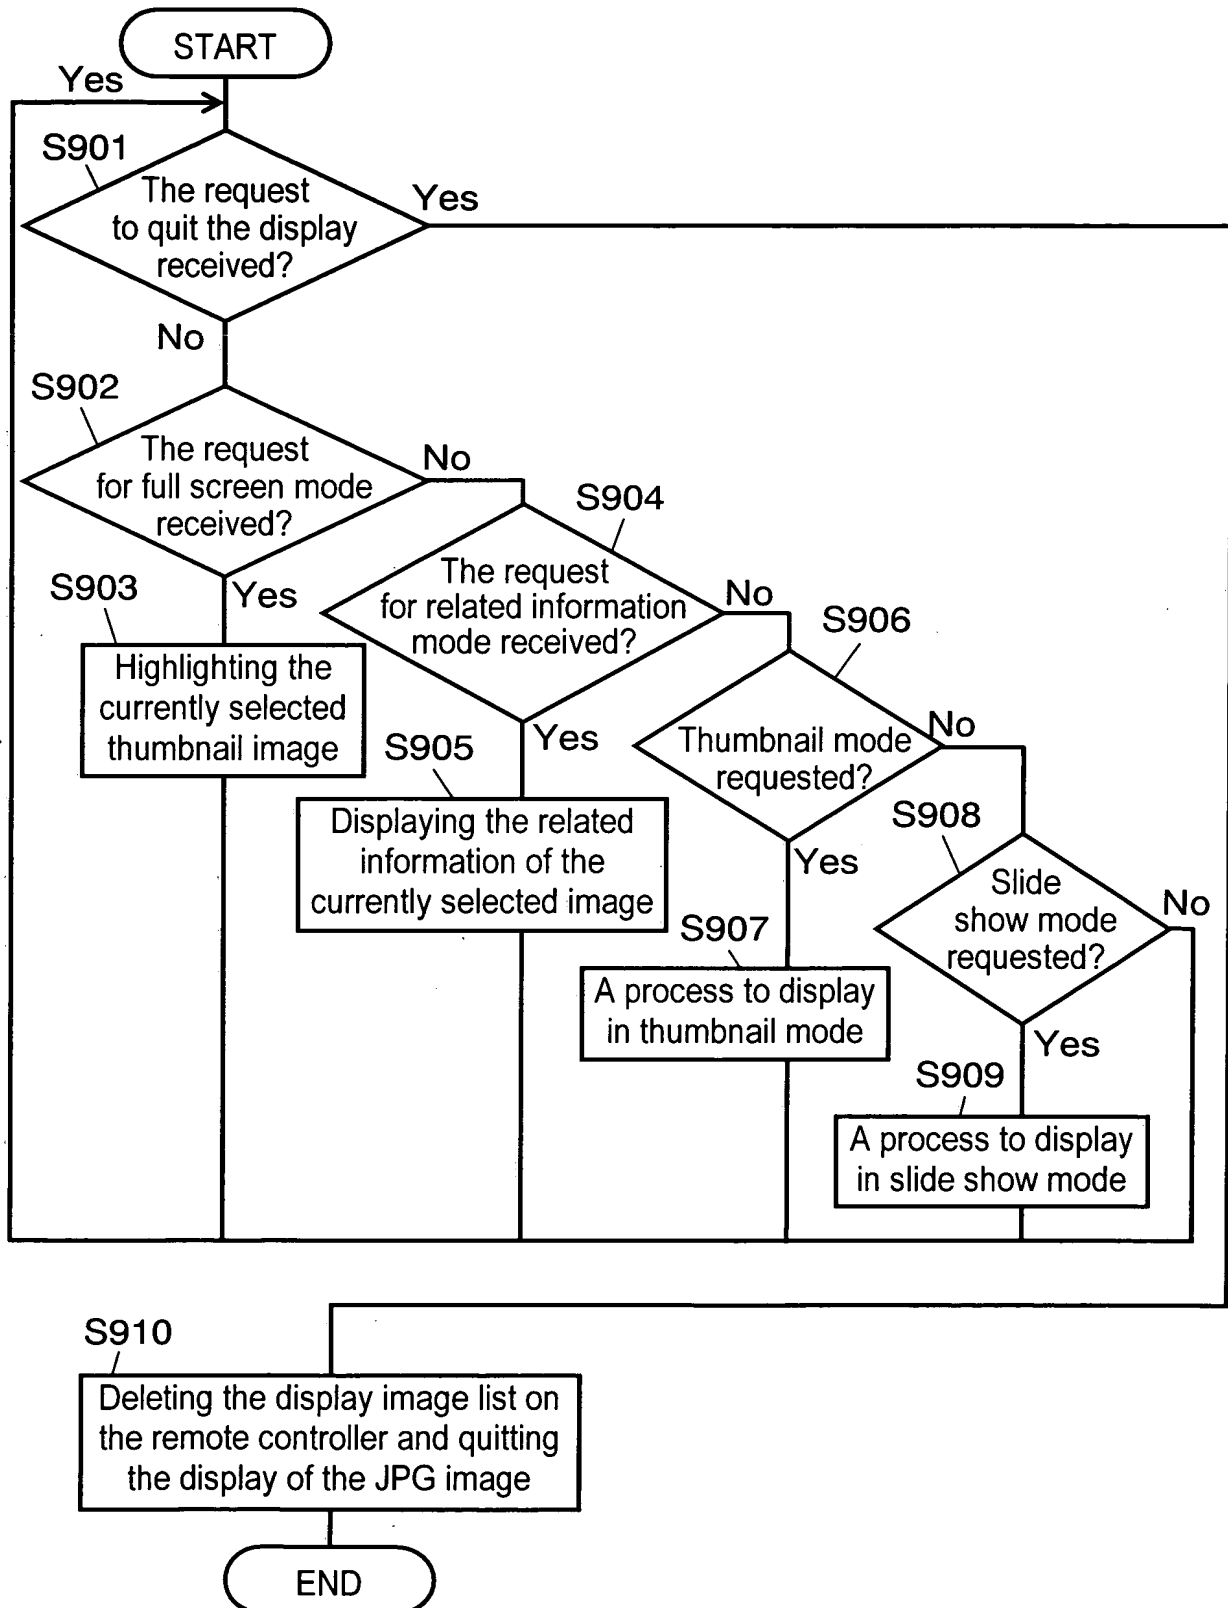 START
Yes
S901
The request
to quit the display
received?
Yes
No
S902
The request
for full screen mode
received?
No
S904
The request
for related information
mode received?
No
S903
Yes
Highlighting the
currently selected
thumbnail image
S906
Thumbnail mode
requested?
No
S905
Yes
Displaying the related
information of the
currently selected image
S908
Slide
show mode
requested?
No
Yes
S907
A process to display
in thumbnail mode
Yes
S909
A process to display
in slide show mode
S910
Deleting the display image list on
the remote controller and quitting
the display of the JPG image
END